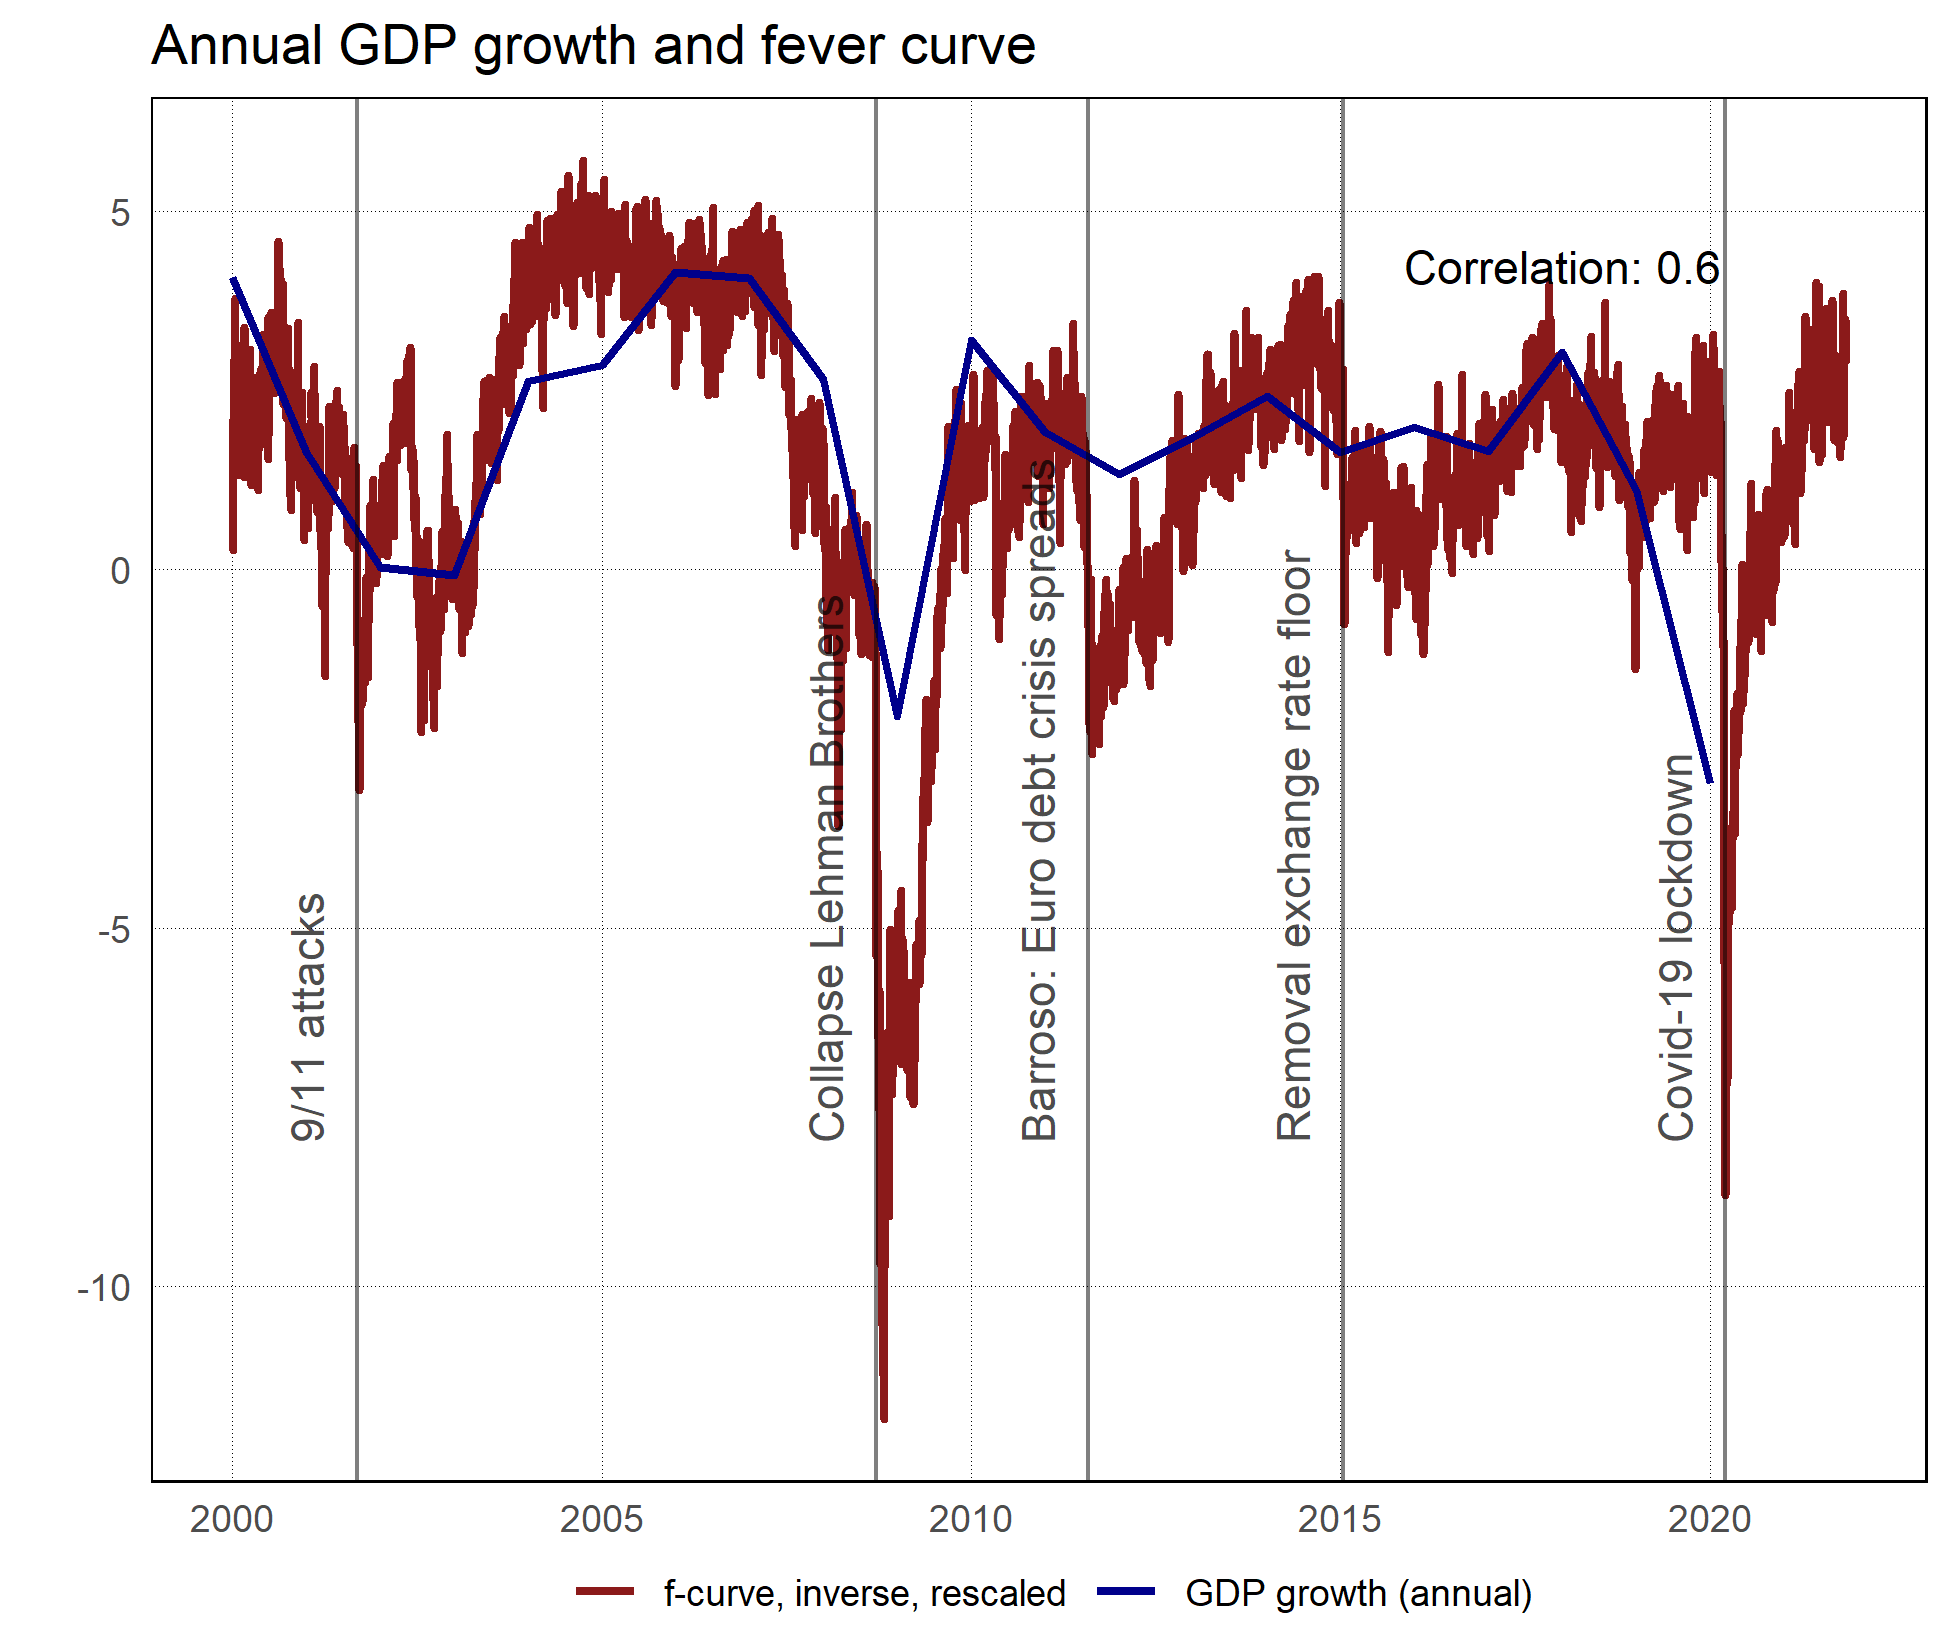 Annual GDP growth and fever curve
5
0
-5
-10
Correlation: 0.6
9/11 attacks
Collapse Lehman Brothers
Barroso: Euro debt crisis spreads
Removal exchange rate floor
Covid-19 lockdown
2000 2005 2010 2015 2020
f-curve, inverse, rescaled GDP growth (annual)